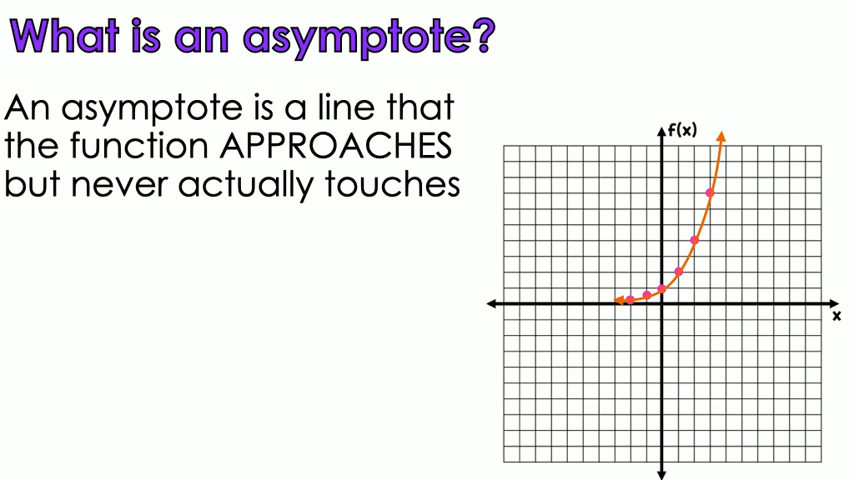 What is an asymptote?
An asymptote is a line that
the function APPROACHES
but never actually touches
f(x)
x